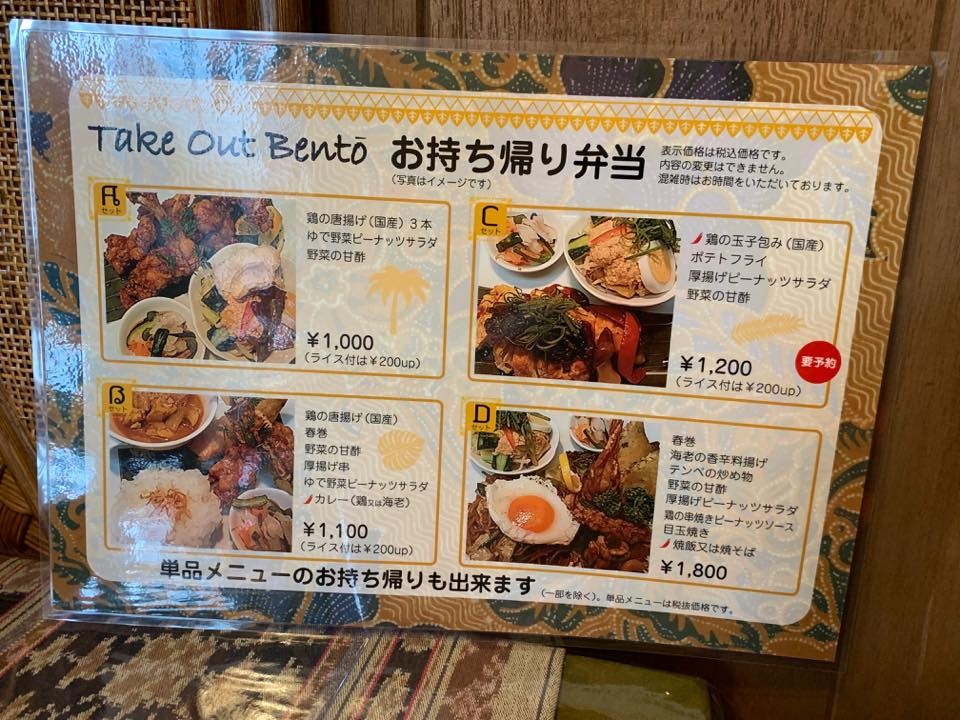 Take Out Bentō お持ち帰り弁当
(写真はイメージです)
表示価格は税込価格です。
内容の変更はできません。
混雑時はお時間をいただいております。
A
セット
鶏の唐揚げ(国産)3本
ゆで野菜ピーナッツサラダ
野菜の甘酢
¥1,000
(ライス付は¥200up)
B
セット
鶏の唐揚げ(国産)
春巻
野菜の甘酢
厚揚げ串
ゆで野菜ピーナッツサラダ
カレー(鶏又は海老)
¥1,100
(ライス付は¥200up)
C
セット
鶏の玉子包み(国産)
ポテトフライ
厚揚げピーナッツサラダ
野菜の甘酢
¥1,200
(ライス付は¥200up)
要予約
D
セット
春巻
海老の香辛料揚げ
テンペの炒め物
野菜の甘酢
厚揚げピーナッツサラダ
鶏の串焼きピーナッツソース
目玉焼き
焼飯又は焼そば
¥1,800
単品メニューのお持ち帰りも出来ます(一部を除く)。単品メニューは税抜価格です。